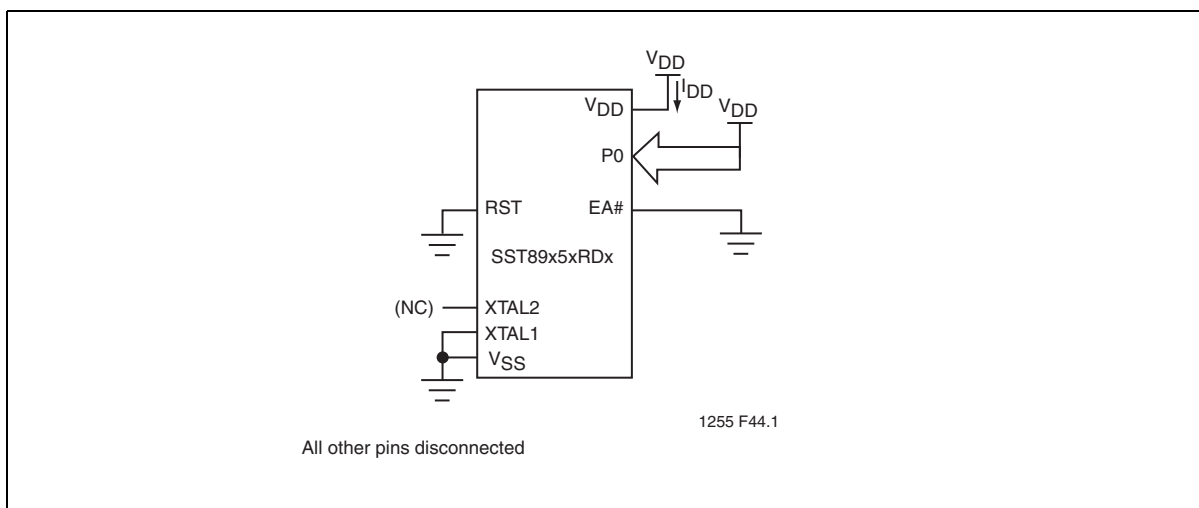 VDD
IDD
VDD
VDD
P0
RST
EA#
SST89x5xRDx
(NC)
XTAL2
XTAL1
VSS
1255 F44.1
All other pins disconnected